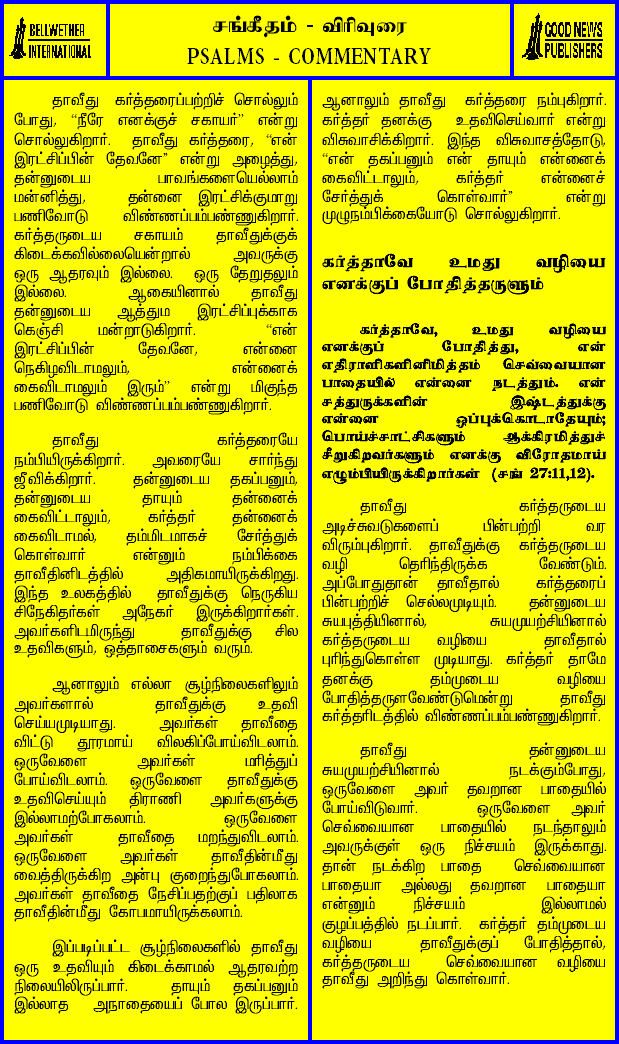 BELLWETHER
INTERNATIONAL
சங்கீதம் - விரிவுரை
PSALMS - COMMENTARY
GOOD NEWS
PUBLISHERS
தாவீது கர்த்தரைப்பற்றிச் சொல்லும்
போது, “நீரே எனக்குச் சகாயர்” என்று
சொல்லுகிறார். தாவீது கர்த்தரை, “என்
இரட்சிப்பின் தேவனே” என்று அழைத்து,
தன்னுடைய பாவங்களையெல்லாம்
மன்னித்து, தன்னை இரட்சிக்குமாறு
பணிவோடு விண்ணப்பம்பண்ணுகிறார்.
கர்த்தருடைய சகாயம் தாவீதுக்குக்
கிடைக்கவில்லையென்றால் அவருக்கு
ஒரு ஆதரவும் இல்லை. ஒரு தேறுதலும்
இல்லை. ஆகையினால் தாவீது
தன்னுடைய ஆத்தும இரட்சிப்புக்காக
கெஞ்சி மன்றாடுகிறார். “என்
இரட்சிப்பின் தேவனே, என்னை
நெகிழவிடாமலும், என்னைக்
கைவிடாமலும் இரும்” என்று மிகுந்த
பணிவோடு விண்ணப்பம்பண்ணுகிறார்.
தாவீது கர்த்தரையே
நம்பியிருக்கிறார். அவரையே சார்ந்து
ஜீவிக்கிறார். தன்னுடைய தகப்பனும்,
தன்னுடைய தாயும் தன்னைக்
கைவிட்டாலும், கர்த்தர் தன்னைக்
கைவிடாமல், தம்மிடமாகச் சேர்த்துக்
கொள்வார் என்னும் நம்பிக்கை
தாவீதினிடத்தில் அதிகமாயிருக்கிறது.
இந்த உலகத்தில் தாவீதுக்கு நெருகிய
சிநேகிதர்கள் அநேகர் இருக்கிறார்கள்.
அவர்களிடமிருந்து தாவீதுக்கு சில
உதவிகளும், ஒத்தாசைகளும் வரும்.
ஆனாலும் எல்லா சூழ்நிலைகளிலும்
அவர்களால் தாவீதுக்கு உதவி
செய்யமுடியாது. அவர்கள் தாவீதை
விட்டு தூரமாய் விலகிப்போய்விடலாம்.
ஒருவேளை அவர்கள் மரித்துப்
போய்விடலாம். ஒருவேளை தாவீதுக்கு
உதவிசெய்யும் திராணி அவர்களுக்கு
இல்லாமற்போகலாம். ஒருவேளை
அவர்கள் தாவீதை மறந்துவிடலாம்.
ஒருவேளை அவர்கள் தாவீதின்மீது
வைத்திருக்கிற அன்பு குறைந்துபோகலாம்.
அவர்கள் தாவீதை நேசிப்பதற்குப் பதிலாக
தாவீதின்மீது கோபமாயிருக்கலாம்.
இப்படிப்பட்ட சூழ்நிலைகளில் தாவீது
ஒரு உதவியும் கிடைக்காமல் ஆதரவற்ற
நிலையிலிருப்பார். தாயும் தகப்பனும்
இல்லாத அநாதையைப் போல இருப்பார்.
ஆனாலும் தாவீது கர்த்தரை நம்புகிறார்.
கர்த்தர் தனக்கு உதவிசெய்வார் என்று
விசுவாசிக்கிறார். இந்த விசுவாசத்தோடு,
“என் தகப்பனும் என் தாயும் என்னைக்
கைவிட்டாலும், கர்த்தர் என்னைச்
சேர்த்துக் கொள்வார்” என்று
முழுநம்பிக்கையோடு சொல்லுகிறார்.
கர்த்தாவே உமது வழியை
எனக்குப் போதித்தருளும்
கர்த்தாவே, உமது வழியை
எனக்குப் போதித்து, என்
எதிராளிகளினிமித்தம் செவ்வையான
பாதையில் என்னை நடத்தும். என்
சத்துருக்களின் இஷ்டத்துக்கு
என்னை ஒப்புக்கொடாதேயும்;
பொய்ச்சாட்சிகளும் ஆக்கிரமித்துச்
சீறுகிறவர்களும் எனக்கு விரோதமாய்
எழும்பியிருக்கிறார்கள் (சங் 27:11,12).
தாவீது கர்த்தருடைய
அடிச்சுவடுகளைப் பின்பற்றி வர
விரும்புகிறார். தாவீதுக்கு கர்த்தருடைய
வழி தெரிந்திருக்க வேண்டும்.
அப்போதுதான் தாவீதால் கர்த்தரைப்
பின்பற்றிச் செல்லமுடியும். தன்னுடைய
சுயபுத்தியினால், சுயமுயற்சியினால்
கர்த்தருடைய வழியை தாவீதால்
புரிந்துகொள்ள முடியாது. கர்த்தர் தாமே
தனக்கு தம்முடைய வழியை
போதித்தருளவேண்டுமென்று தாவீது
கர்த்தரிடத்தில் விண்ணப்பம்பண்ணுகிறார்.
தாவீது தன்னுடைய
சுயமுயற்சியினால் நடக்கும்போது,
ஒருவேளை அவர் தவறான பாதையில்
போய்விடுவார். ஒருவேளை அவர்
செவ்வையான பாதையில் நடந்தாலும்
அவருக்குள் ஒரு நிச்சயம் இருக்காது.
தான் நடக்கிற பாதை செவ்வையான
பாதையா அல்லது தவறான பாதையா
என்னும் நிச்சயம் இல்லாமல்
குழப்பத்தில் நடப்பார். கர்த்தர் தம்முடைய
வழியை தாவீதுக்குப் போதித்தால்,
கர்த்தருடைய செவ்வையான வழியை
தாவீது அறிந்து கொள்வார்.